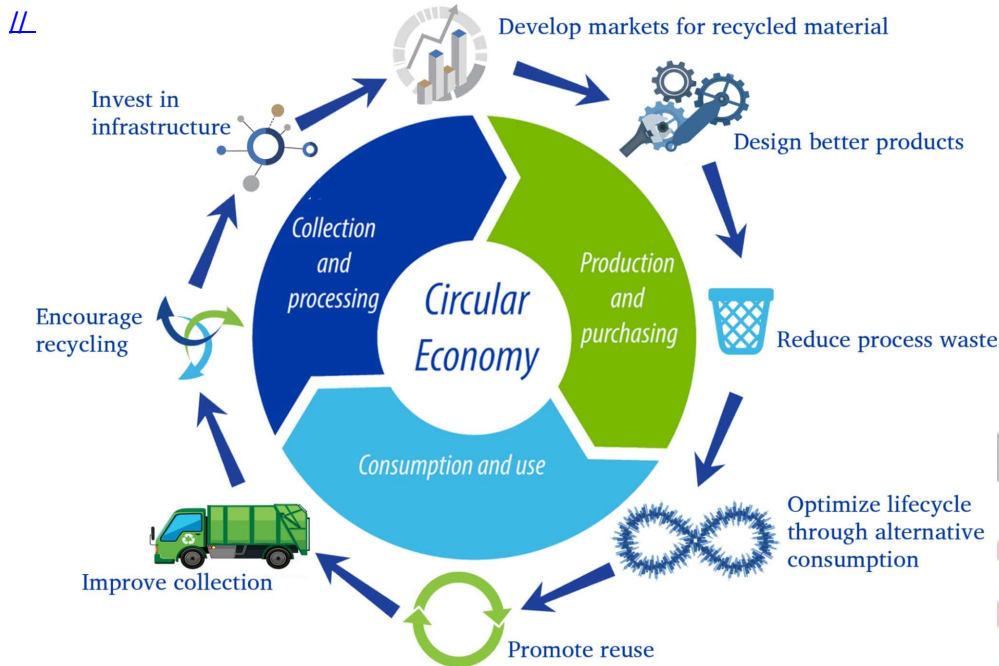 //
Develop markets for recycled material
Invest in
infrastructure
Design better products
Collection
and
processing
Production
and
purchasing
Circular
Economy
Encourage
recycling
Reduce process waste
Consumption and use
Optimize lifecycle
through alternative
consumption
Improve collection
Promote reuse